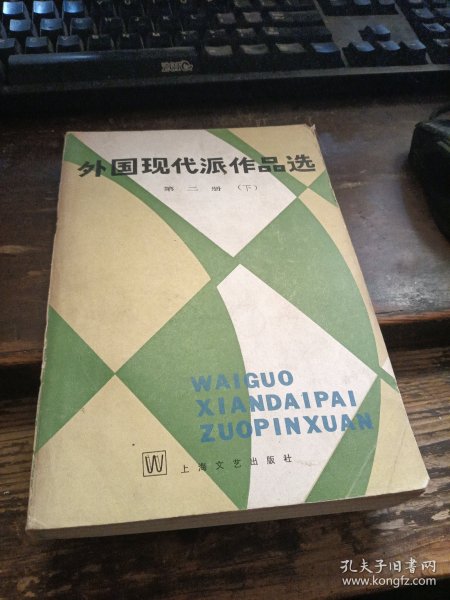 外国现代派作品选
第二册（下）
WAIGUO
XIANDAIPAI
ZUOPINXUAN
W 上海文艺出版社
孔夫子旧书网
www.kongfz.com